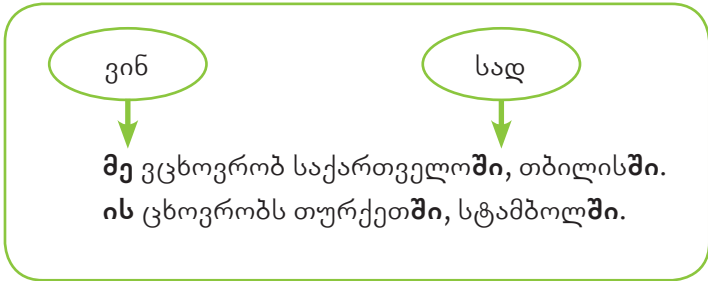 ვინ
სად
მე ვცხოვრობ საქართველოში, თბილისში.
ის ცხოვრობს თურქეთში, სტამბოლში.